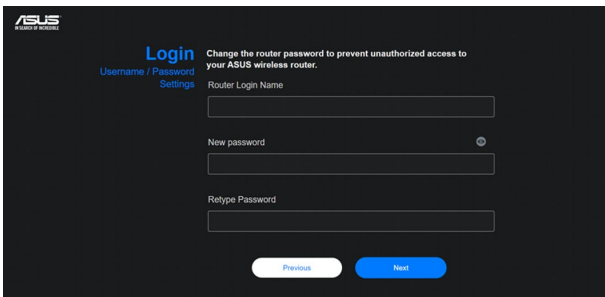 ASUS
IN SEARCH OF INCREDIBLE
Login
Username / Password
Settings
Change the router password to prevent unauthorized access to
your ASUS wireless router.
Router Login Name
New password
Retype Password
Previous
Next